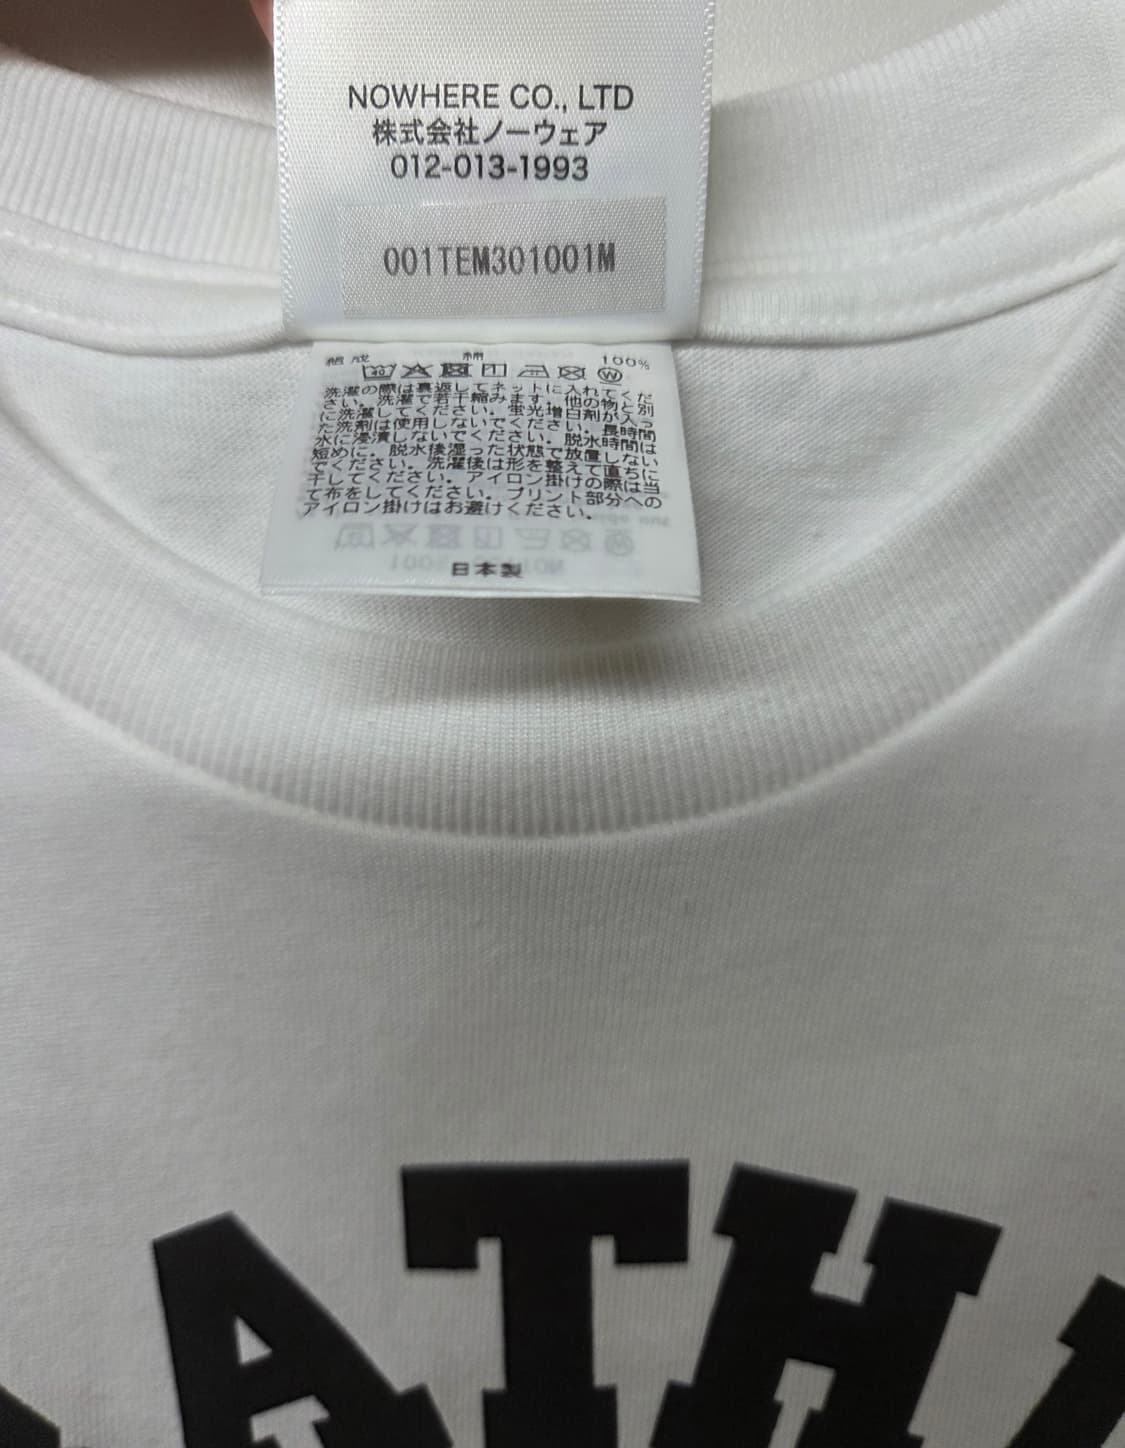 NOWHERE CO., LTD
株式会社ノーウェア
012-013-1993
001TEM301001M
組成 綿 100%
40 W
洗濯の際は裏返してネットに入れてくだ
さい。洗濯で若干縮みます。他の物と別
に洗濯してください。蛍光増白剤が入っ
た洗剤は使用しないでください。長時間
水に浸漬しないでください。脱水時間は
短めに。脱水後湿った状態で放置しない
でください。洗濯後は形を整えて直ちに
干してください。アイロン掛けの際は当
て布をしてください。プリント部分への
アイロン掛けはお避けください。
日本製
ATH